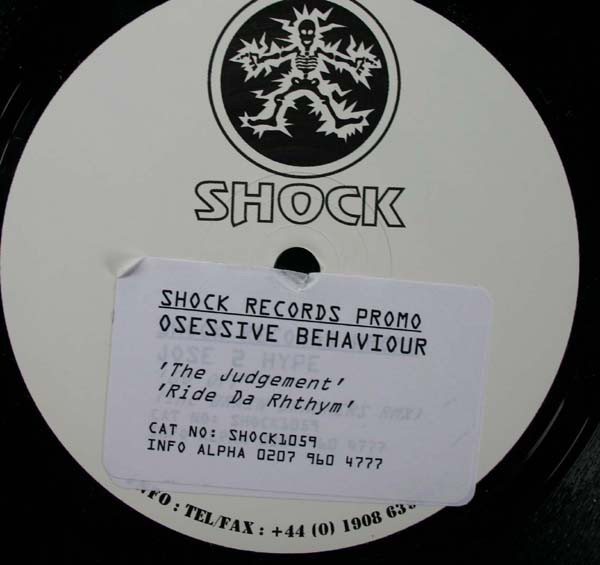 SHOCK
SHOCK RECORDS PROMO
OSESSIVE BEHAVIOUR
'The Judgement'
'Ride Da Rhthym'
CAT NO: SHOCK1059
INFO ALPHA 0207 960 4777
INFO : TEL/FAX : +44 (0) 1908